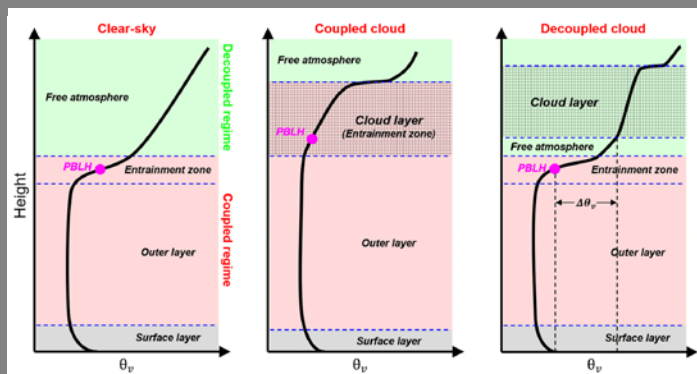 Clear-sky
Free atmosphere
PBLH
Entrainment zone
Outer layer
Surface layer
Height
θᵥ
Decoupled regime
Coupled regime
Coupled cloud
Free atmosphere
Cloud layer
(Entrainment zone)
PBLH
Outer layer
Surface layer
θᵥ
Decoupled cloud
Cloud layer
Free atmosphere
PBLH
Entrainment zone
Δθᵥ
Outer layer
Surface layer
θᵥ